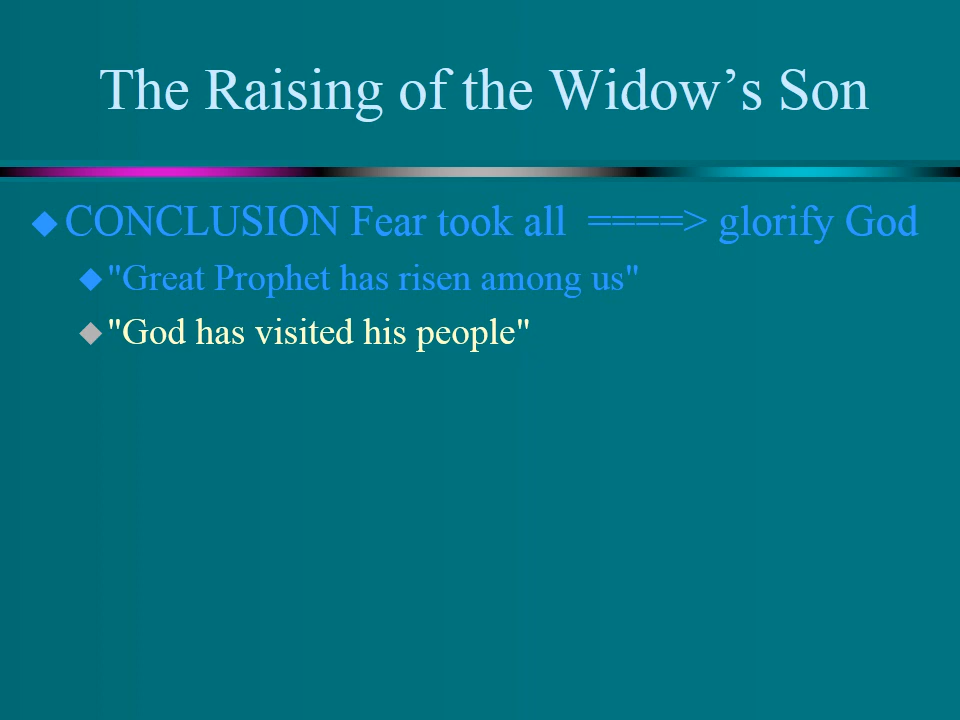 The Raising of the Widow’s Son
CONCLUSION Fear took all ====> glorify God
"Great Prophet has risen among us"
"God has visited his people"